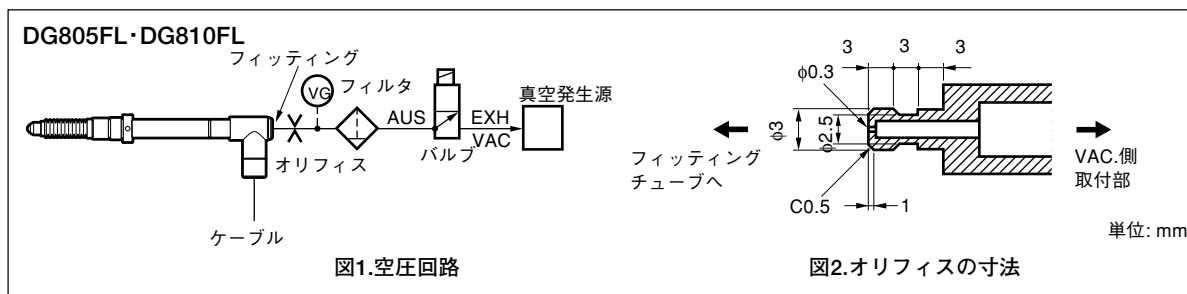 DG805FL・DG810FL
フィッティング
VG
フィルタ
AUS
EXH
VAC
真空発生源
バルブ
オリフィス
ケーブル
図1.空圧回路
3
3
3
φ0.3
φ3
φ2.5
フィッティング
チューブへ
VAC.側
取付部
C0.5
1
単位: mm
図2.オリフィスの寸法